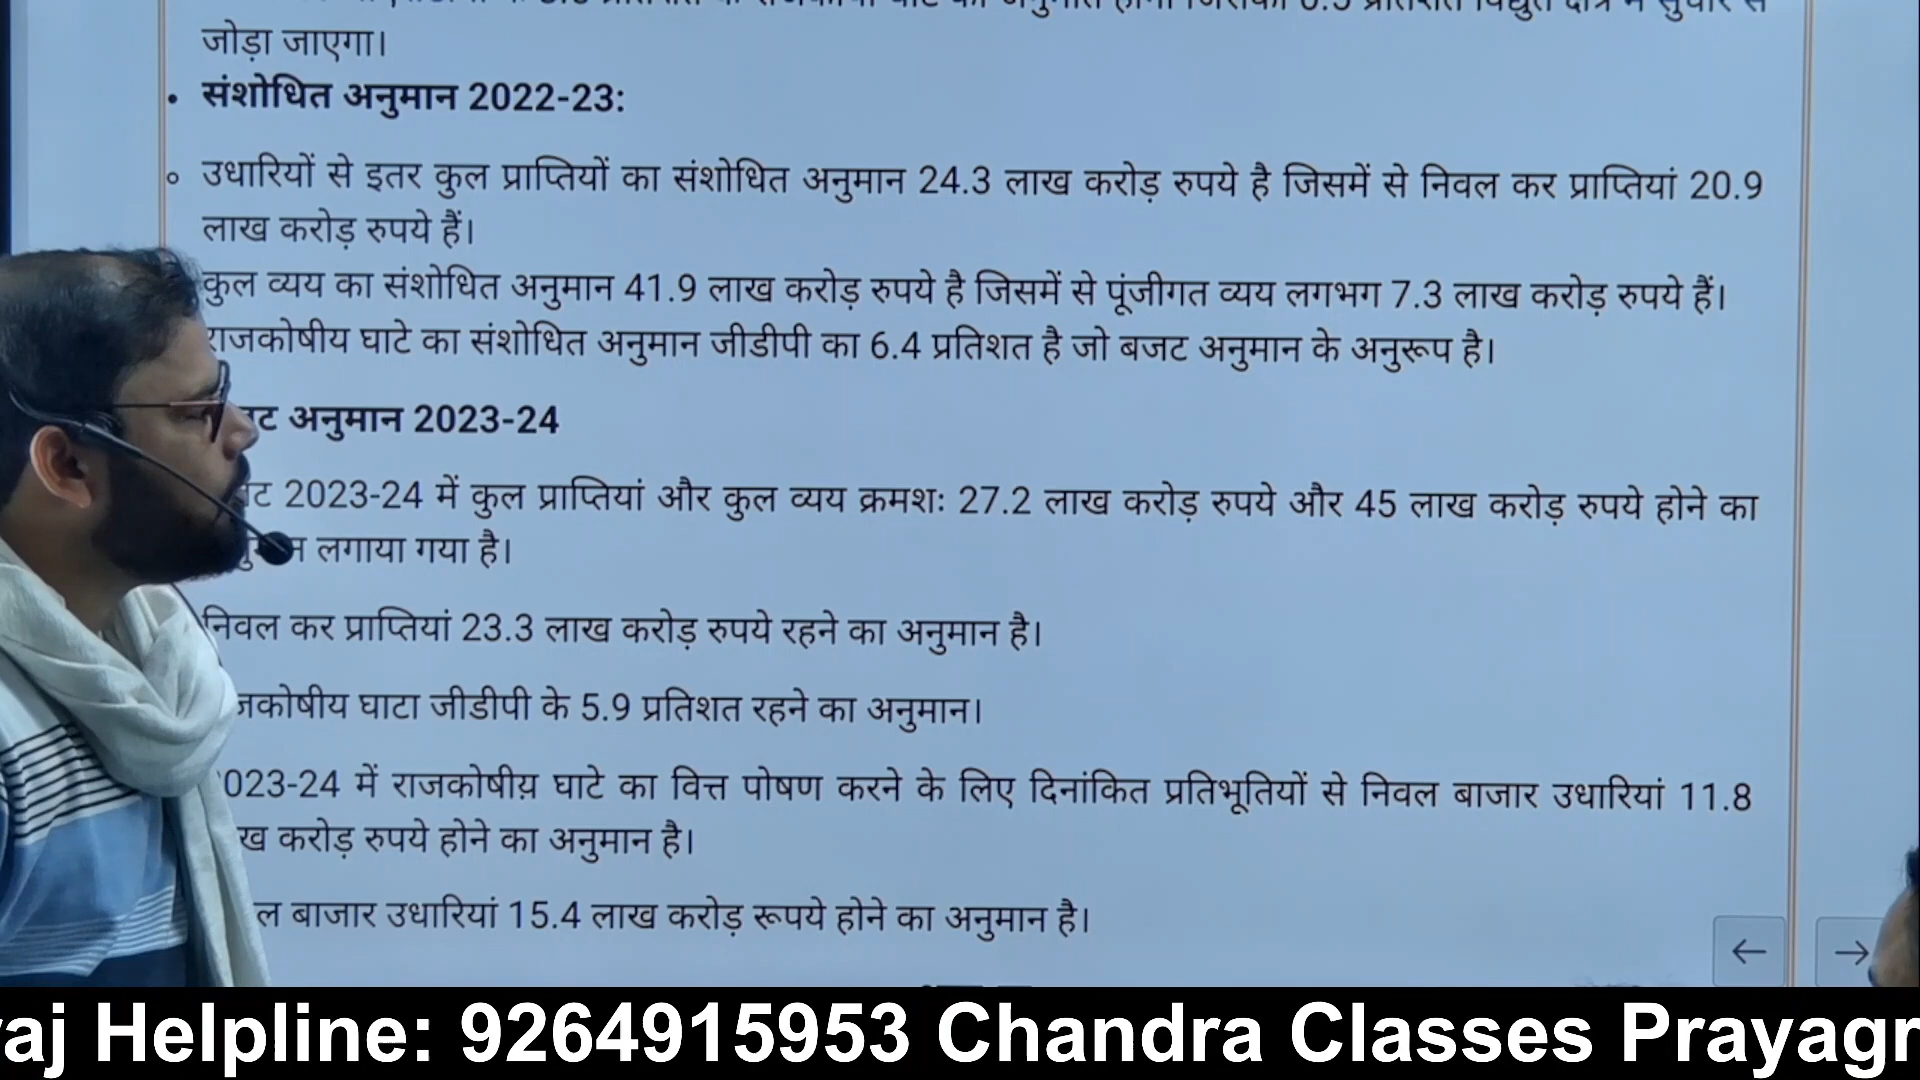 जोड़ा जाएगा।
• संशोधित अनुमान 2022-23:
◦ उधारियों से इतर कुल प्राप्तियों का संशोधित अनुमान 24.3 लाख करोड़ रुपये है जिसमें से निवल कर प्राप्तियां 20.9
लाख करोड़ रुपये हैं।
कुल व्यय का संशोधित अनुमान 41.9 लाख करोड़ रुपये है जिसमें से पूंजीगत व्यय लगभग 7.3 लाख करोड़ रुपये हैं।
राजकोषीय घाटे का संशोधित अनुमान जीडीपी का 6.4 प्रतिशत है जो बजट अनुमान के अनुरूप है।
अनुमान 2023-24
2023-24 में कुल प्राप्तियां और कुल व्यय क्रमशः 27.2 लाख करोड़ रुपये और 45 लाख करोड़ रुपये होने का
लगाया गया है।
निवल कर प्राप्तियां 23.3 लाख करोड़ रुपये रहने का अनुमान है।
जकोषीय घाटा जीडीपी के 5.9 प्रतिशत रहने का अनुमान।
023-24 में राजकोषीय़ घाटे का वित्त पोषण करने के लिए दिनांकित प्रतिभूतियों से निवल बाजार उधारियां 11.8
ख करोड़ रुपये होने का अनुमान है।
ल बाजार उधारियां 15.4 लाख करोड़ रूपये होने का अनुमान है।
raj Helpline: 9264915953 Chandra Classes Prayagr